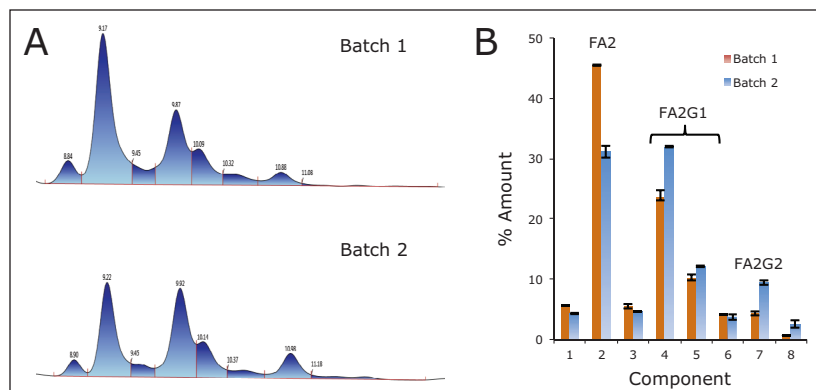 A
Batch 1
9.17
9.87
8.84
9.45
10.09
10.32
10.88
11.08
Batch 2
9.22
9.92
8.90
9.45
10.14
10.37
10.98
11.18
B
50
40
30
20
10
0
% Amount
FA2
Batch 1
Batch 2
FA2G1
FA2G2
1 2 3 4 5 6 7 8
Component